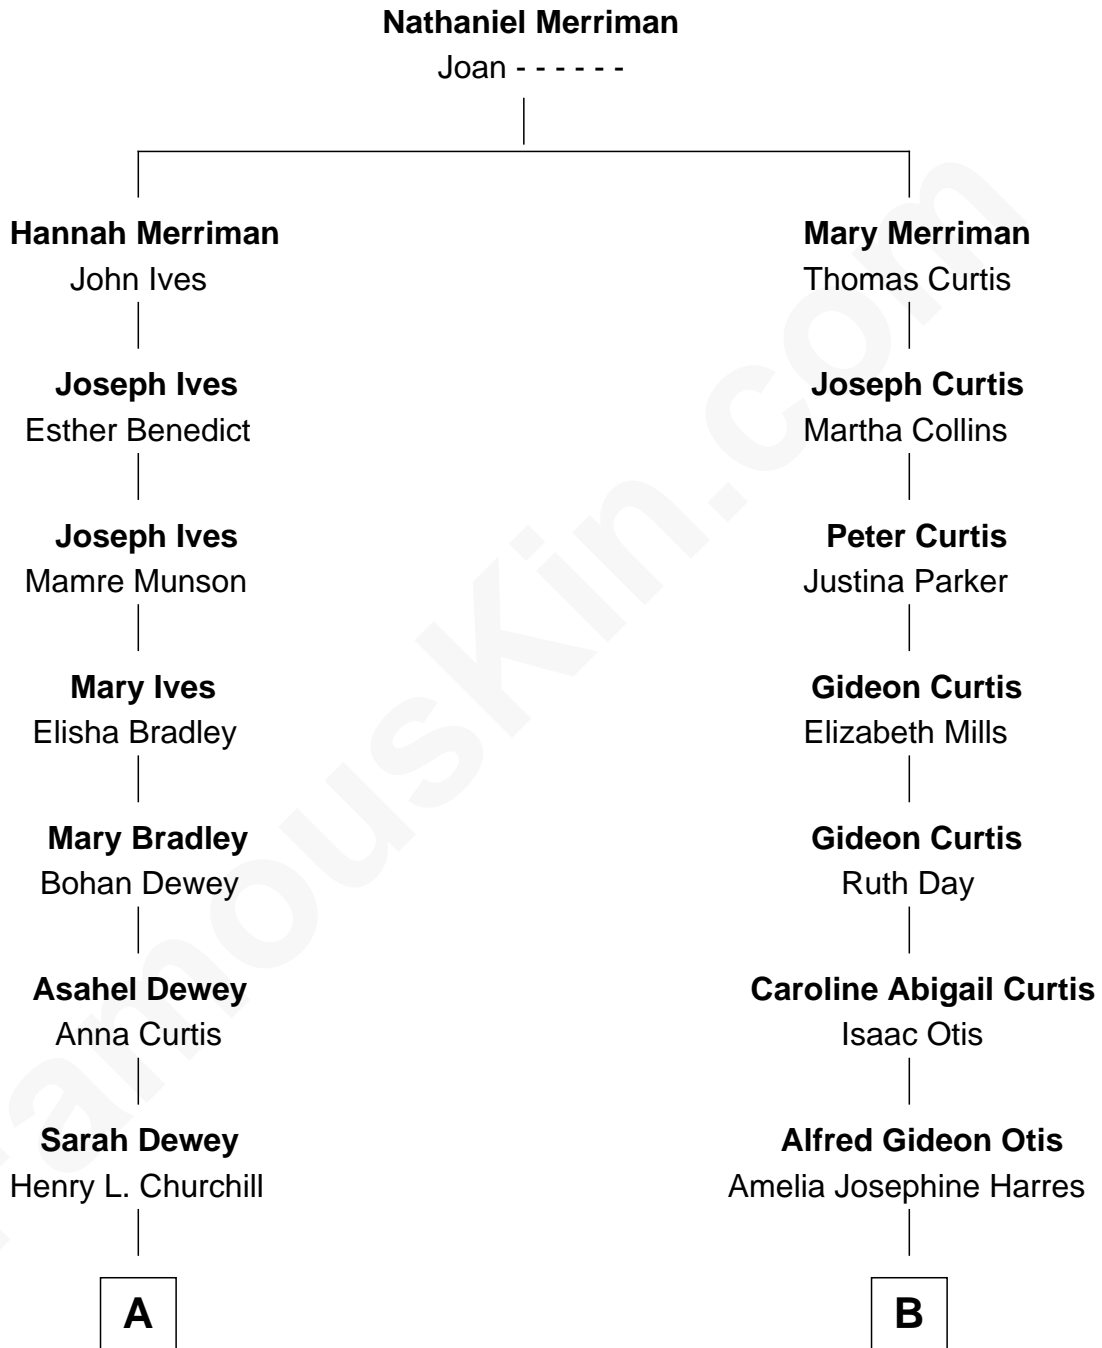 Nathaniel Merriman
Joan - - - - - -
Hannah Merriman
John Ives
Joseph Ives
Esther Benedict
Joseph Ives
Mamre Munson
Mary Ives
Elisha Bradley
Mary Bradley
Bohan Dewey
Asahel Dewey
Anna Curtis
Sarah Dewey
Henry L. Churchill
A
Mary Merriman
Thomas Curtis
Joseph Curtis
Martha Collins
Peter Curtis
Justina Parker
Gideon Curtis
Elizabeth Mills
Gideon Curtis
Ruth Day
Caroline Abigail Curtis
Isaac Otis
Alfred Gideon Otis
Amelia Josephine Harres
B
FamousKin.com